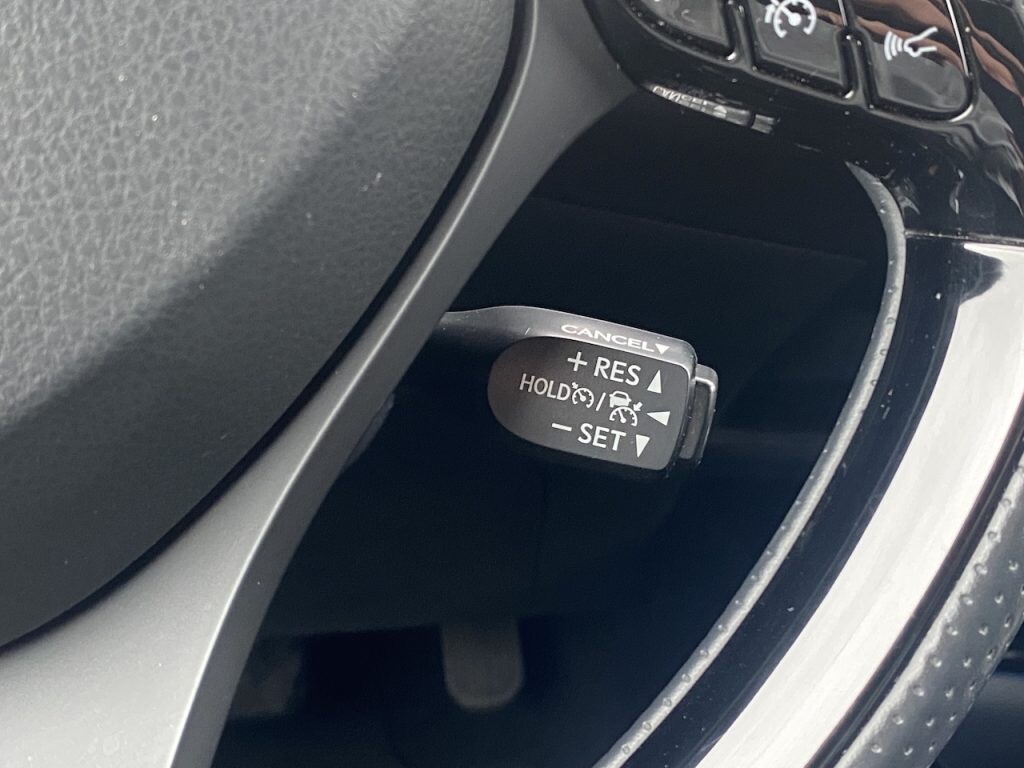 CANCEL
+ RES
HOLD /
− SET